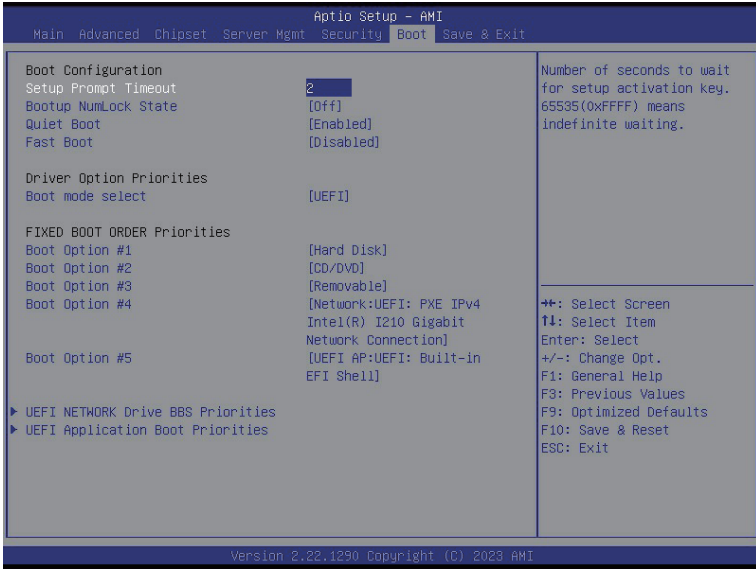 Aptio Setup – AMI
Main Advanced Chipset Server Mgmt Security Boot Save & Exit
Boot Configuration
Setup Prompt Timeout 2
Bootup NumLock State [Off]
Quiet Boot [Enabled]
Fast Boot [Disabled]
Driver Option Priorities
Boot mode select [UEFI]
FIXED BOOT ORDER Priorities
Boot Option #1 [Hard Disk]
Boot Option #2 [CD/DVD]
Boot Option #3 [Removable]
Boot Option #4 [Network:UEFI: PXE IPv4
Intel(R) I210 Gigabit
Network Connection]
Boot Option #5 [UEFI AP:UEFI: Built-in
EFI Shell]
▶ UEFI NETWORK Drive BBS Priorities
▶ UEFI Application Boot Priorities
Number of seconds to wait
for setup activation key.
65535(0xFFFF) means
indefinite waiting.
→←: Select Screen
↑↓: Select Item
Enter: Select
+/-: Change Opt.
F1: General Help
F3: Previous Values
F9: Optimized Defaults
F10: Save & Reset
ESC: Exit
Version 2.22.1290 Copyright (C) 2023 AMI